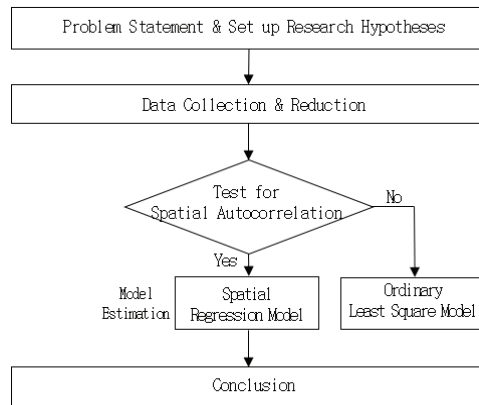 Problem Statement & Set up Research Hypotheses
Data Collection & Reduction
Test for
Spatial Autocorrelation
No
Yes
Model
Estimation
Spatial
Regression Model
Ordinary
Least Square Model
Conclusion